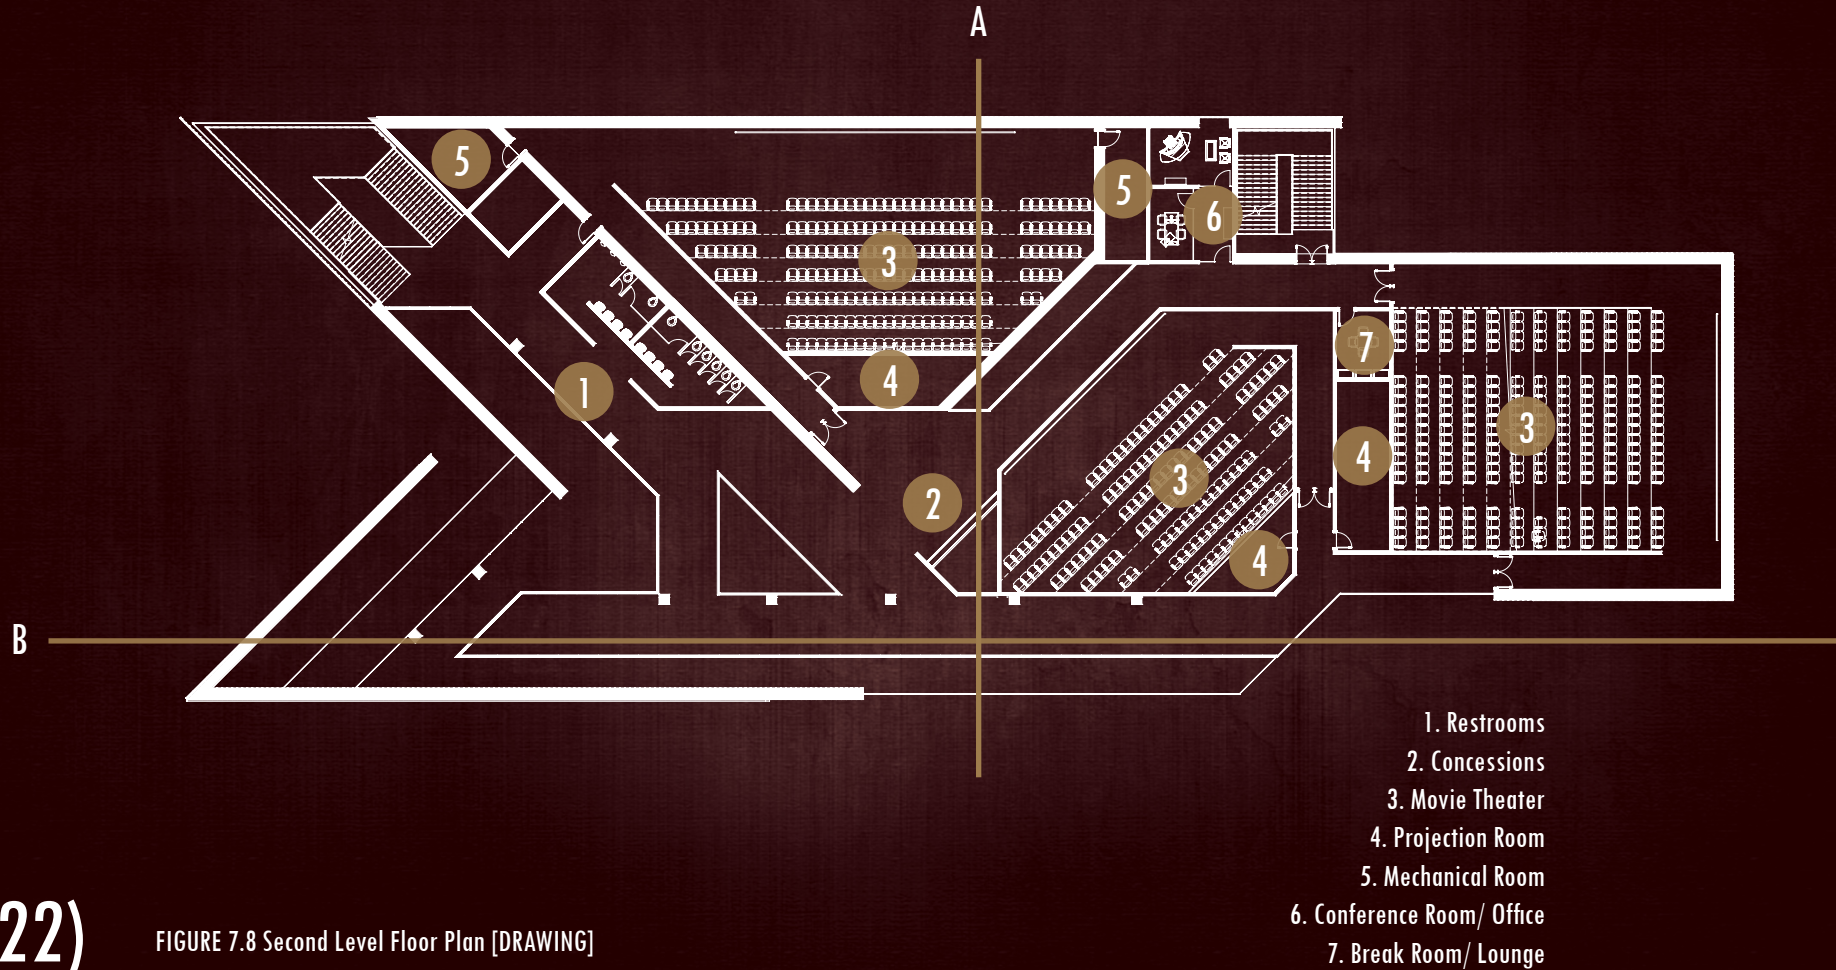 A
5
5
6
3
7
4
1
3
4
3
2
4
B
1. Restrooms
2. Concessions
3. Movie Theater
4. Projection Room
5. Mechanical Room
6. Conference Room/ Office
7. Break Room/ Lounge
22)
FIGURE 7.8 Second Level Floor Plan [DRAWING]